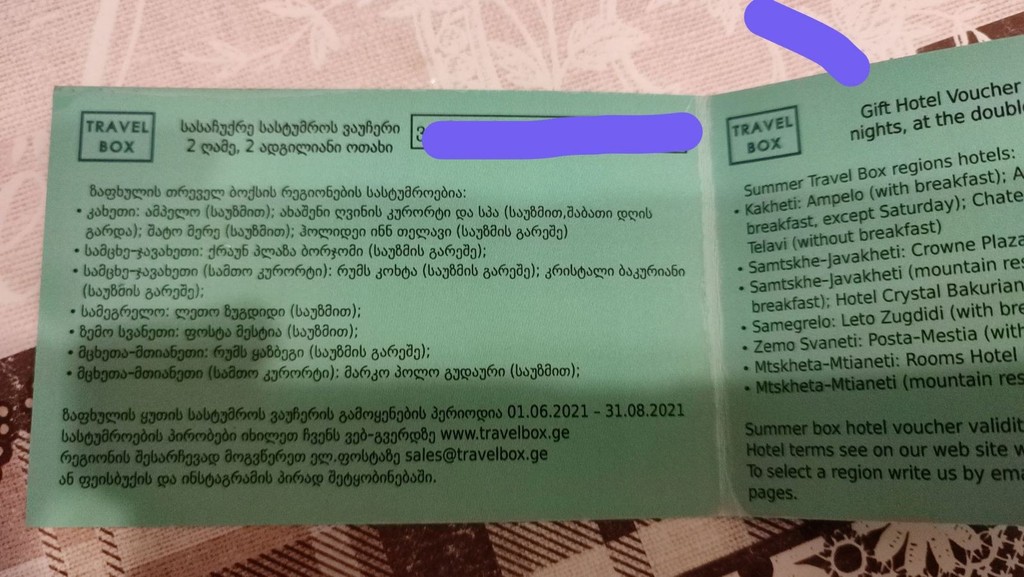 TRAVEL
BOX
სასაჩუქრე სასტუმროს ვაუჩერი
2 ღამე, 2 ადგილიანი ოთახი
ზაფხულის თრეველ ბოქსის რეგიონების სასტუმროებია:
• კახეთი: ამპელო (საუზმით); ახაშენი ღვინის კურორტი და სპა (საუზმით,შაბათი დღის
გარდა); შატო მერე (საუზმით); ჰოლიდეი ინნ თელავი (საუზმის გარეშე)
• სამცხე-ჯავახეთი: ქრაუნ პლაზა ბორჯომი (საუზმის გარეშე);
• სამცხე-ჯავახეთი (სამთო კურორტი): რუმს კოხტა (საუზმის გარეშე); კრისტალი ბაკურიანი
(საუზმის გარეშე);
• სამეგრელო: ლეთო ზუგდიდი (საუზმით);
• ზემო სვანეთი: ფოსტა მესტია (საუზმით);
• მცხეთა-მთიანეთი: რუმს ყაზბეგი (საუზმის გარეშე);
• მცხეთა-მთიანეთი (სამთო კურორტი): მარკო პოლო გუდაური (საუზმით);
ზაფხულის ყუთის სასტუმროს ვაუჩერის გამოყენების პერიოდია 01.06.2021 – 31.08.2021
სასტუმროების პირობები იხილეთ ჩვენს ვებ-გვერდზე www.travelbox.ge
რეგიონის შესარჩევად მოგვწერეთ ელ.ფოსტაზე sales@travelbox.ge
ან ფეისბუქის და ინსტაგრამის პირად შეტყობინებაში.
TRAVEL
BOX
Gift Hotel Voucher
nights, at the double
Summer Travel Box regions hotels:
• Kakheti: Ampelo (with breakfast); A
breakfast, except Saturday); Chate
Telavi (without breakfast)
• Samtskhe-Javakheti: Crowne Plaza
• Samtskhe-Javakheti (mountain res
breakfast); Hotel Crystal Bakurian
• Samegrelo: Leto Zugdidi (with bre
• Zemo Svaneti: Posta-Mestia (with
• Mtskheta-Mtianeti: Rooms Hotel
• Mtskheta-Mtianeti (mountain res
Summer box hotel voucher validit
Hotel terms see on our web site w
To select a region write us by ema
pages.